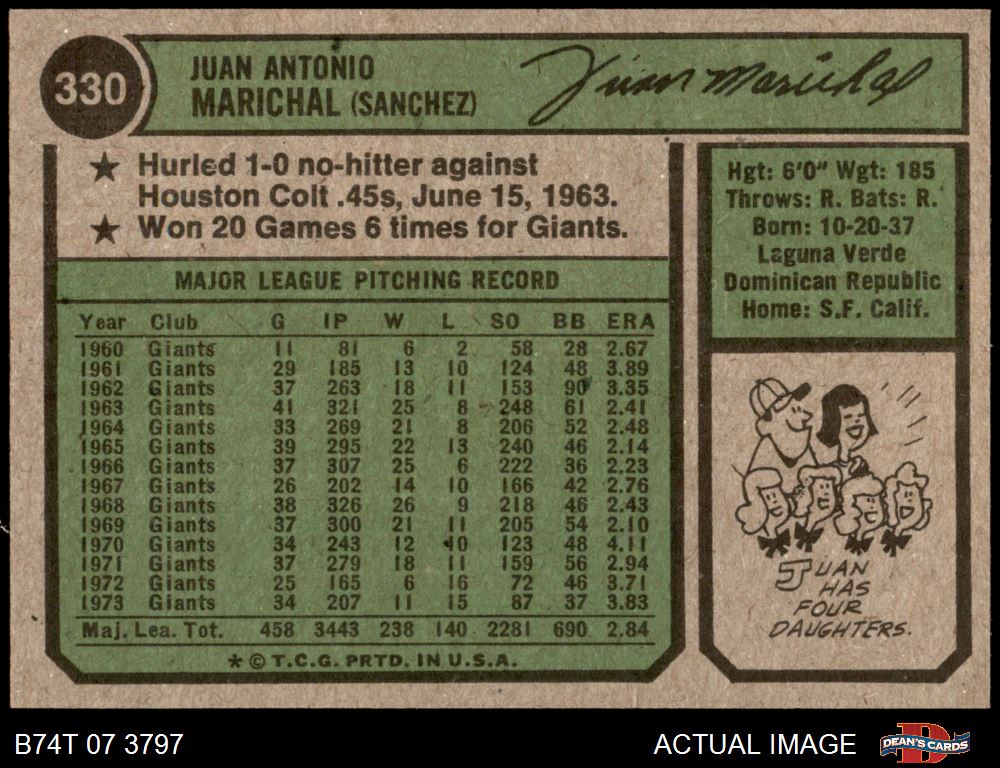 330
JUAN ANTONIO
MARICHAL (SANCHEZ)
Juan Marichal
★ Hurled 1-0 no-hitter against
Houston Colt .45s, June 15, 1963.
★ Won 20 Games 6 times for Giants.
MAJOR LEAGUE PITCHING RECORD
Year Club G IP W L SO BB ERA
1960 Giants 11 81 6 2 58 28 2.67
1961 Giants 29 185 13 10 124 48 3.89
1962 Giants 37 263 18 11 153 90 3.35
1963 Giants 41 321 25 8 248 61 2.41
1964 Giants 33 269 21 8 206 52 2.48
1965 Giants 39 295 22 13 240 46 2.14
1966 Giants 37 307 25 6 222 36 2.23
1967 Giants 26 202 14 10 166 42 2.76
1968 Giants 38 326 26 9 218 46 2.43
1969 Giants 37 300 21 11 205 54 2.10
1970 Giants 34 243 12 10 123 48 4.11
1971 Giants 37 279 18 11 159 56 2.94
1972 Giants 25 165 6 16 72 46 3.71
1973 Giants 34 207 11 15 87 37 3.83
Maj. Lea. Tot. 458 3443 238 140 2281 690 2.84
* © T.C.G. PRTD. IN U.S.A.
Hgt: 6'0" Wgt: 185
Throws: R. Bats: R.
Born: 10-20-37
Laguna Verde
Dominican Republic
Home: S.F. Calif.
JUAN
HAS
FOUR
DAUGHTERS.
B74T 07 3797
ACTUAL IMAGE
DEAN'S CARDS